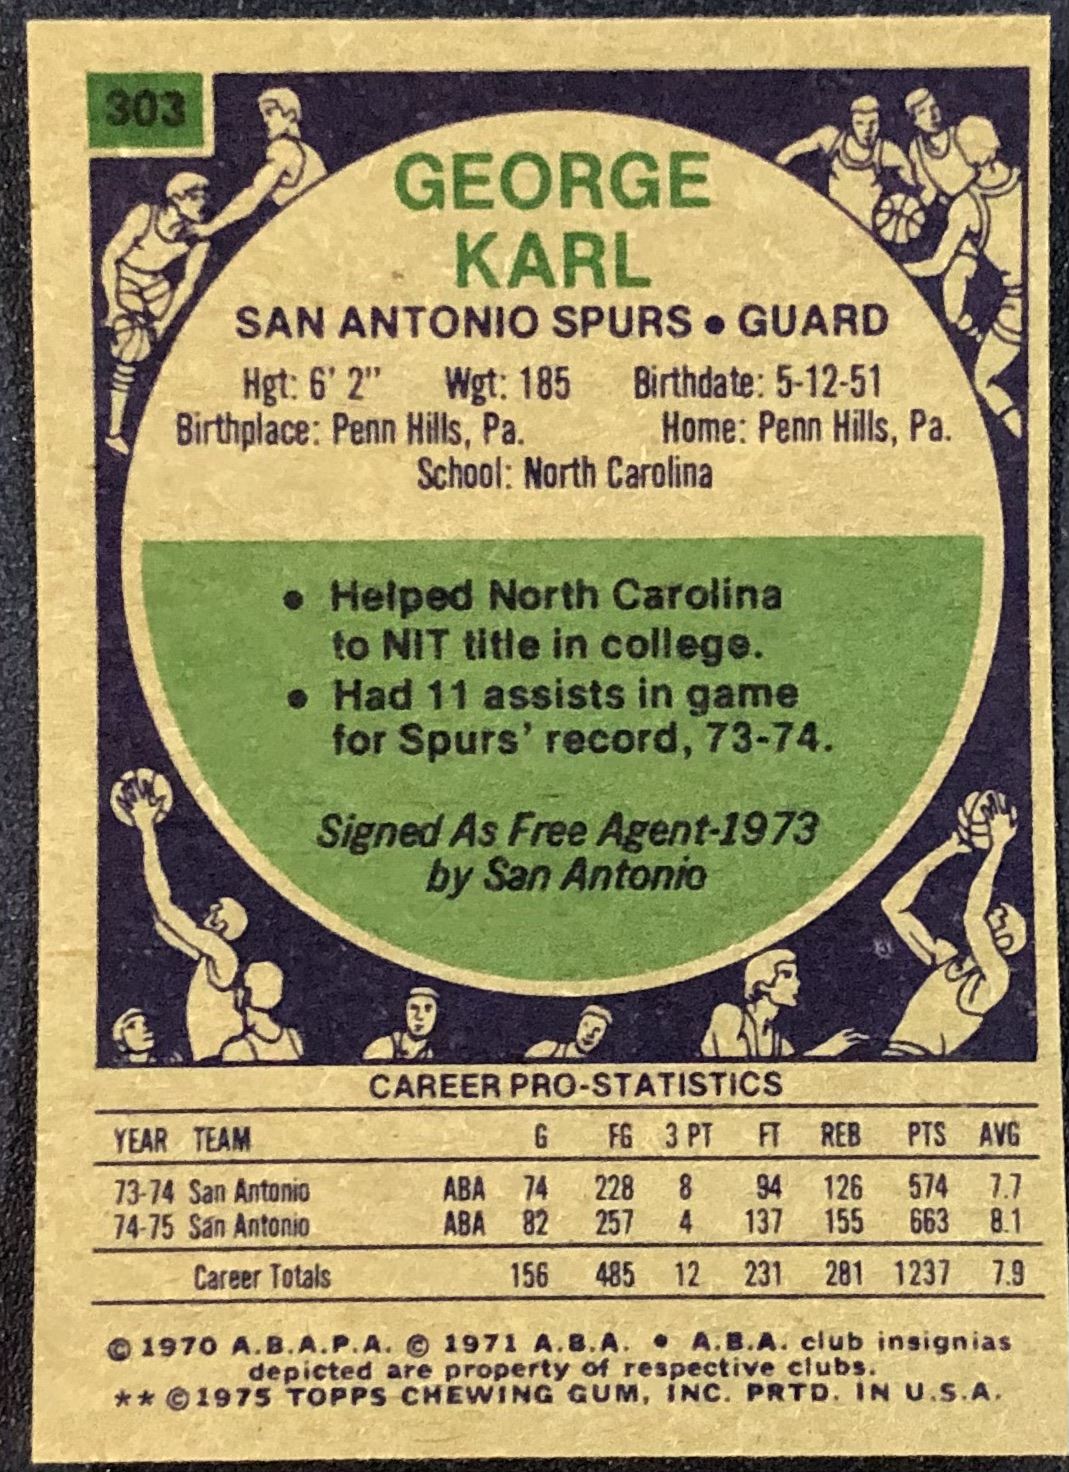 303
GEORGE
KARL
SAN ANTONIO SPURS • GUARD
Hgt: 6' 2" Wgt: 185 Birthdate: 5-12-51
Birthplace: Penn Hills, Pa. Home: Penn Hills, Pa.
School: North Carolina
• Helped North Carolina
to NIT title in college.
• Had 11 assists in game
for Spurs' record, 73-74.
Signed As Free Agent-1973
by San Antonio
CAREER PRO-STATISTICS
YEAR TEAM G FG 3 PT FT REB PTS AVG
73-74 San Antonio ABA 74 228 8 94 126 574 7.7
74-75 San Antonio ABA 82 257 4 137 155 663 8.1
Career Totals 156 485 12 231 281 1237 7.9
© 1970 A.B.A.P.A. © 1971 A.B.A. • A.B.A. club insignias
depicted are property of respective clubs.
** © 1975 TOPPS CHEWING GUM, INC. PRTD. IN U.S.A.